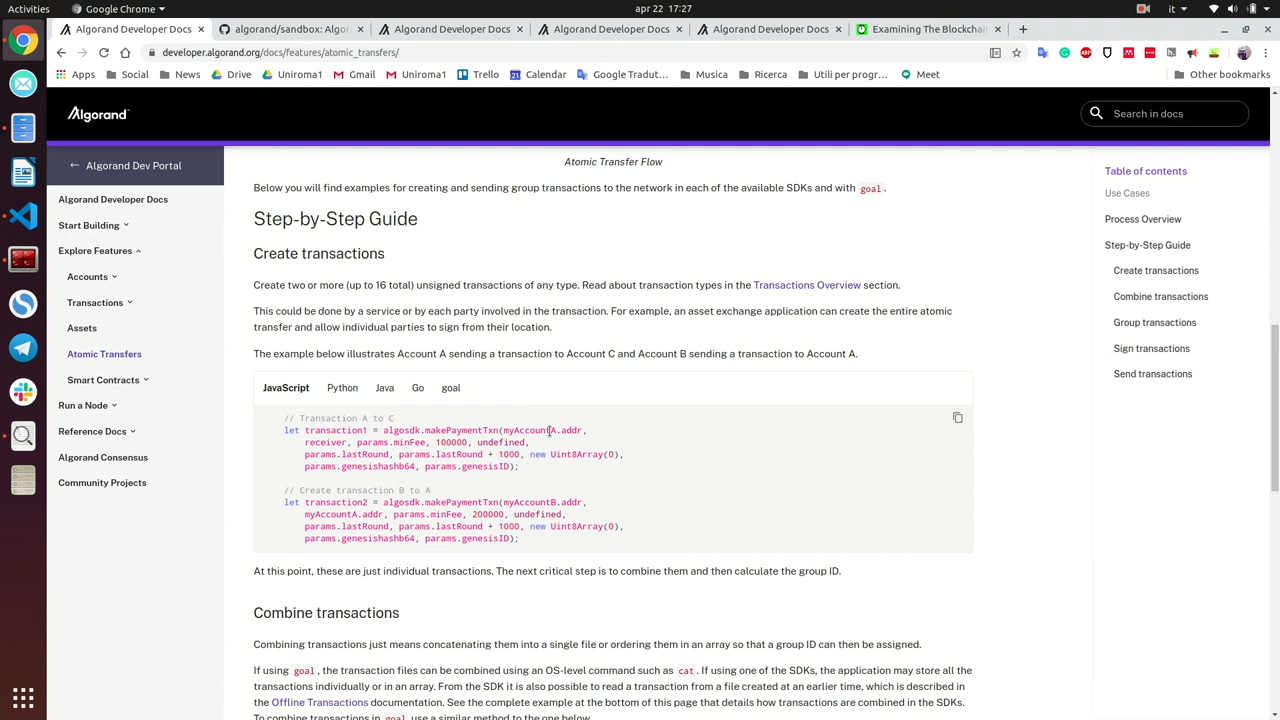 Activities
Google Chrome
apr 22 17:27
it
Algorand Developer Docs
algorand/sandbox: Algor
Algorand Developer Docs
Algorand Developer Docs
Algorand Developer Docs
Examining The Blockchain
developer.algorand.org/docs/features/atomic_transfers/
Apps
Social
News
Drive
Uniroma1
Gmail
Uniroma1
Trello
Calendar
Google Tradut...
Musica
Ricerca
Utili per progr...
Meet
Other bookmarks
Algorand
Search in docs
Algorand Dev Portal
Algorand Developer Docs
Start Building
Explore Features
Accounts
Transactions
Assets
Atomic Transfers
Smart Contracts
Run a Node
Reference Docs
Algorand Consensus
Community Projects
Atomic Transfer Flow
Below you will find examples for creating and sending group transactions to the network in each of the available SDKs and with goal.
Step-by-Step Guide
Create transactions
Create two or more (up to 16 total) unsigned transactions of any type. Read about transaction types in the Transactions Overview section.
This could be done by a service or by each party involved in the transaction. For example, an asset exchange application can create the entire atomic
transfer and allow individual parties to sign from their location.
The example below illustrates Account A sending a transaction to Account C and Account B sending a transaction to Account A.
JavaScript Python Java Go goal
// Transaction A to C
let transaction1 = algosdk.makePaymentTxn(myAccountA.addr,
receiver, params.minFee, 100000, undefined,
params.lastRound, params.lastRound + 1000, new Uint8Array(0),
params.genesishashb64, params.genesisID);
// Create transaction B to A
let transaction2 = algosdk.makePaymentTxn(myAccountB.addr,
myAccountA.addr, params.minFee, 200000, undefined,
params.lastRound, params.lastRound + 1000, new Uint8Array(0),
params.genesishashb64, params.genesisID);
At this point, these are just individual transactions. The next critical step is to combine them and then calculate the group ID.
Combine transactions
Combining transactions just means concatenating them into a single file or ordering them in an array so that a group ID can then be assigned.
If using goal, the transaction files can be combined using an OS-level command such as cat. If using one of the SDKs, the application may store all the
transactions individually or in an array. From the SDK it is also possible to read a transaction from a file created at an earlier time, which is described in
the Offline Transactions documentation. See the complete example at the bottom of this page that details how transactions are combined in the SDKs.
To combine transactions in goal use a similar method to the one below.
Table of contents
Use Cases
Process Overview
Step-by-Step Guide
Create transactions
Combine transactions
Group transactions
Sign transactions
Send transactions